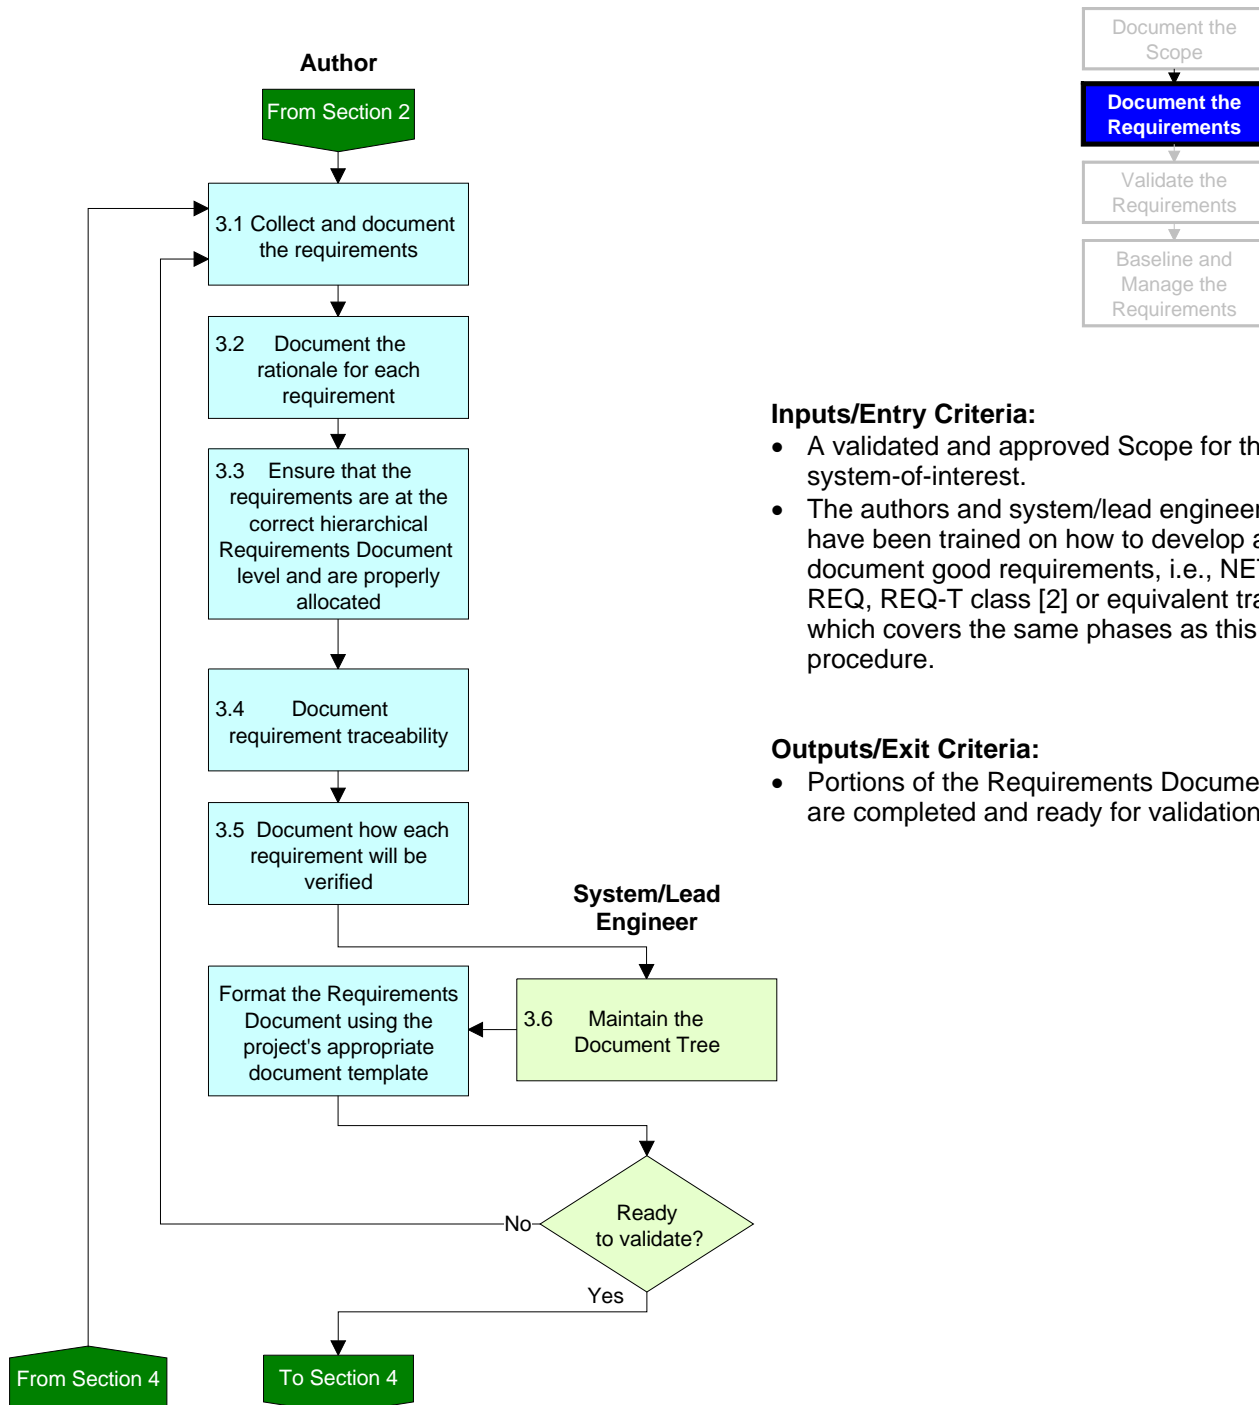 Author
From Section 2
3.1 Collect and document
the requirements
3.2 Document the
rationale for each
requirement
3.3 Ensure that the
requirements are at the
correct hierarchical
Requirements Document
level and are properly
allocated
3.4 Document
requirement traceability
3.5 Document how each
requirement will be
verified
System/Lead
Engineer
3.6 Maintain the
Document Tree
Format the Requirements
Document using the
project's appropriate
document template
Ready
to validate?
No
Yes
From Section 4
To Section 4
Document the
Scope
Document the
Requirements
Validate the
Requirements
Baseline and
Manage the
Requirements
Inputs/Entry Criteria:
• A validated and approved Scope for th
system-of-interest.
• The authors and system/lead engineer
have been trained on how to develop a
document good requirements, i.e., NE
REQ, REQ-T class [2] or equivalent tra
which covers the same phases as this
procedure.
Outputs/Exit Criteria:
• Portions of the Requirements Docume
are completed and ready for validation